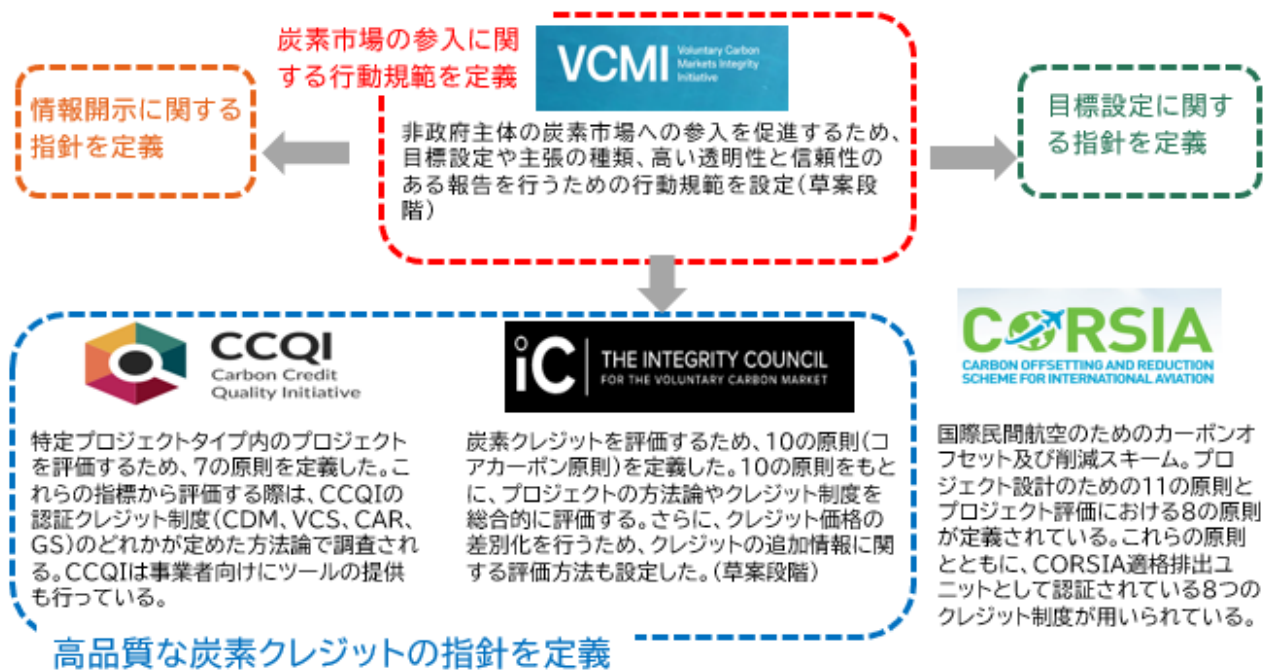 炭素市場の参入に関
する行動規範を定義
VCMI
Voluntary Carbon
Markets Integrity
Initiative
非政府主体の炭素市場への参入を促進するため、
目標設定や主張の種類、高い透明性と信頼性の
ある報告を行うための行動規範を設定(草案段
階)
情報開示に関する
指針を定義
目標設定に関す
る指針を定義
CCQI
Carbon Credit
Quality Initiative
特定プロジェクトタイプ内のプロジェクト
を評価するため、7の原則を定義した。こ
れらの指標から評価する際は、CCQIの
認証クレジット制度(CDM、VCS、CAR、
GS)のどれかが定めた方法論で調査され
る。CCQIは事業者向けにツールの提供
も行っている。
iC
THE INTEGRITY COUNCIL
FOR THE VOLUNTARY CARBON MARKET
炭素クレジットを評価するため、10の原則(コ
アカーボン原則)を定義した。10の原則をもと
に、プロジェクトの方法論やクレジット制度を
総合的に評価する。さらに、クレジット価格の
差別化を行うため、クレジットの追加情報に関
する評価方法も設定した。(草案段階)
高品質な炭素クレジットの指針を定義
CORSIA
CARBON OFFSETTING AND REDUCTION
SCHEME FOR INTERNATIONAL AVIATION
国際民間航空のためのカーボンオ
フセット及び削減スキーム。プロ
ジェクト設計のための11の原則と
プロジェクト評価における8の原則
が定義されている。これらの原則
とともに、CORSIA適格排出ユ
ニットとして認証されている8つの
クレジット制度が用いられている。